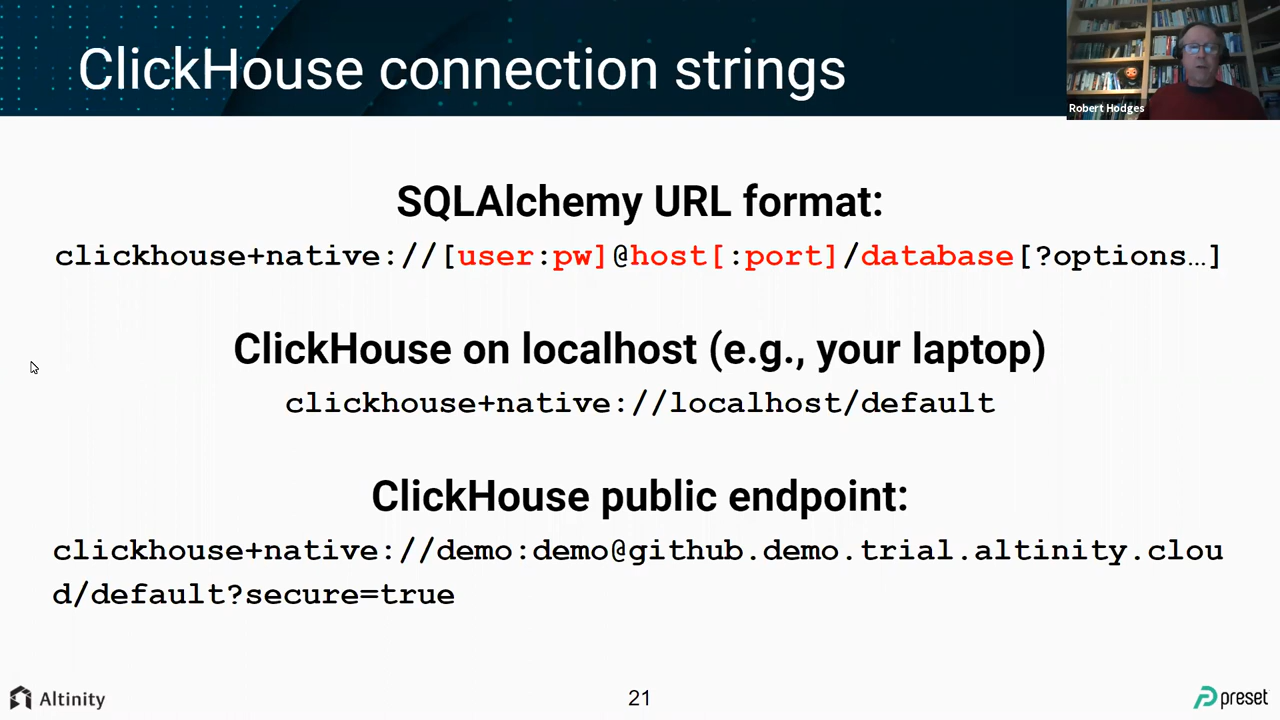 ClickHouse connection strings
Robert Hodges
SQLAlchemy URL format:
clickhouse+native://[user:pw]@host[:port]/database[?options…]
ClickHouse on localhost (e.g., your laptop)
clickhouse+native://localhost/default
ClickHouse public endpoint:
clickhouse+native://demo:demo@github.demo.trial.altinity.clou
d/default?secure=true
Altinity
21
preset